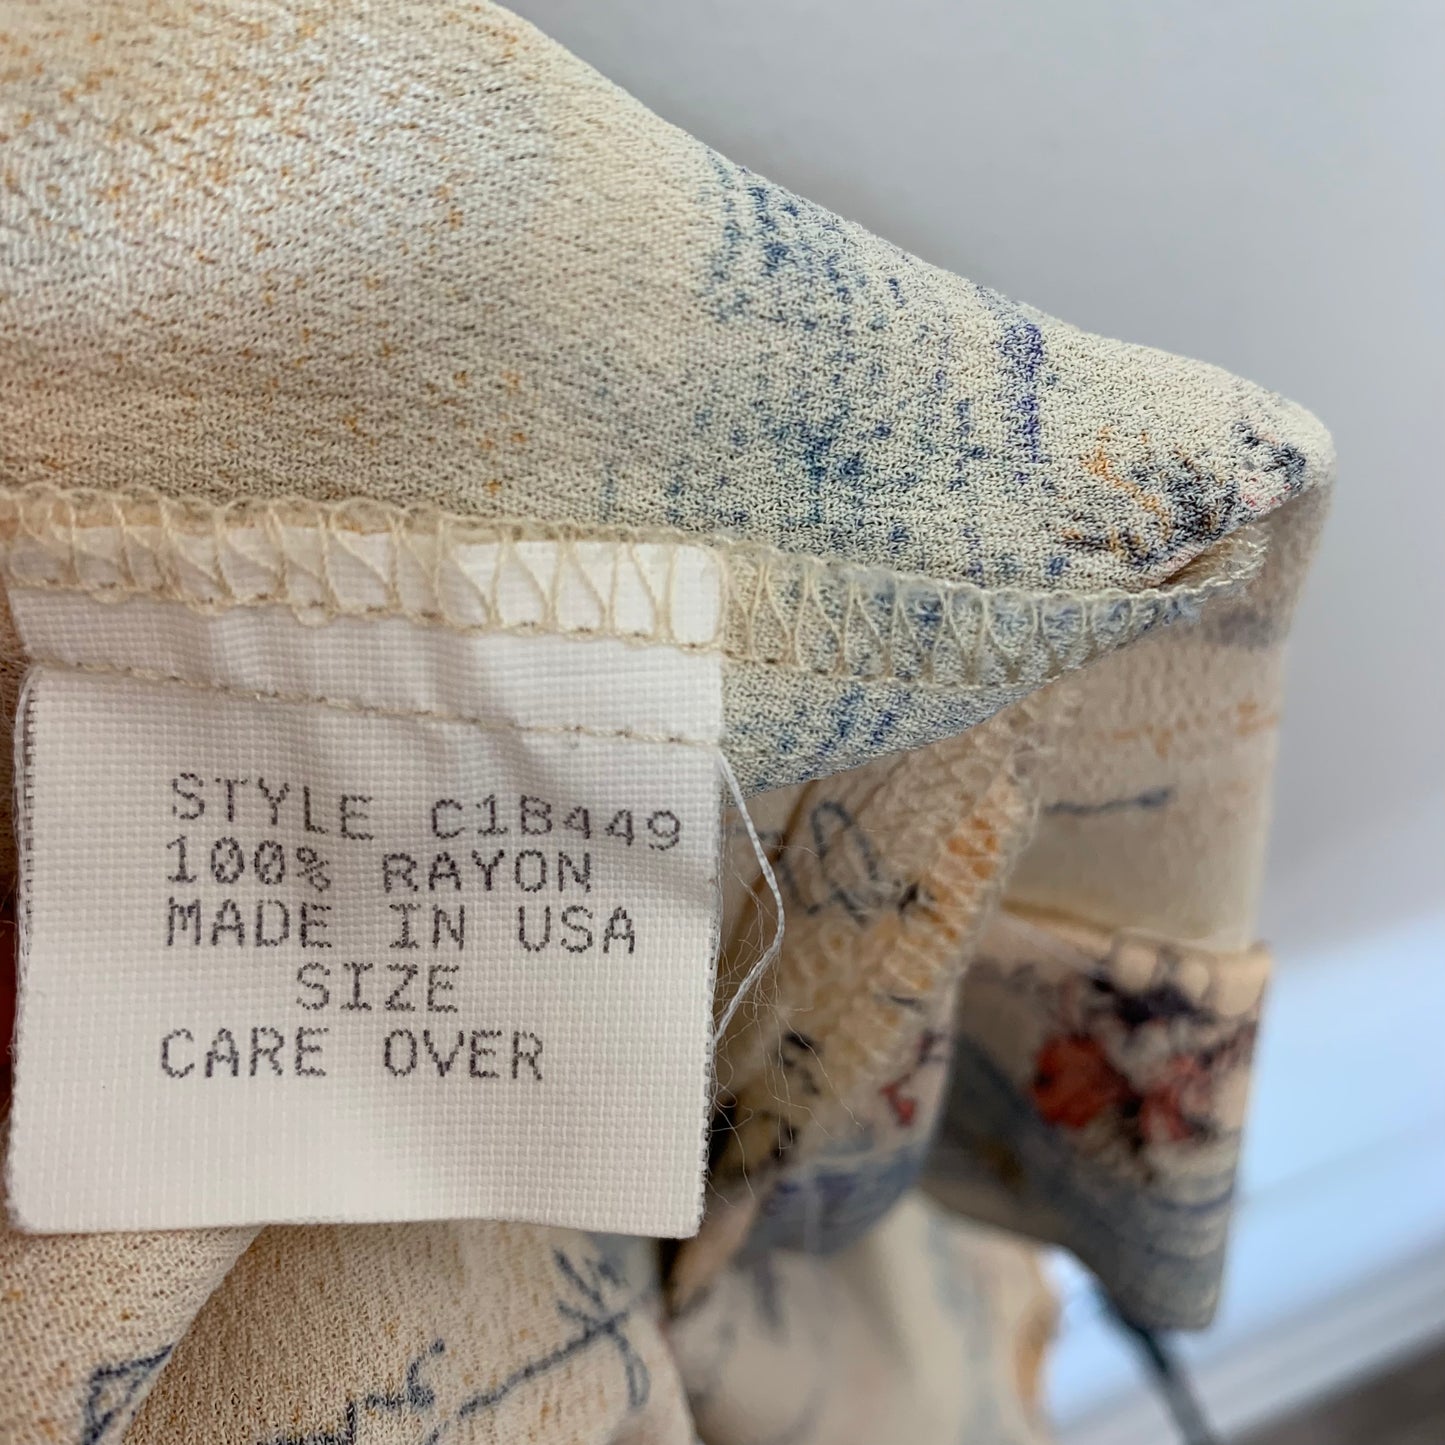 STYLE C1B449
100% RAYON
MADE IN USA
SIZE
CARE OVER